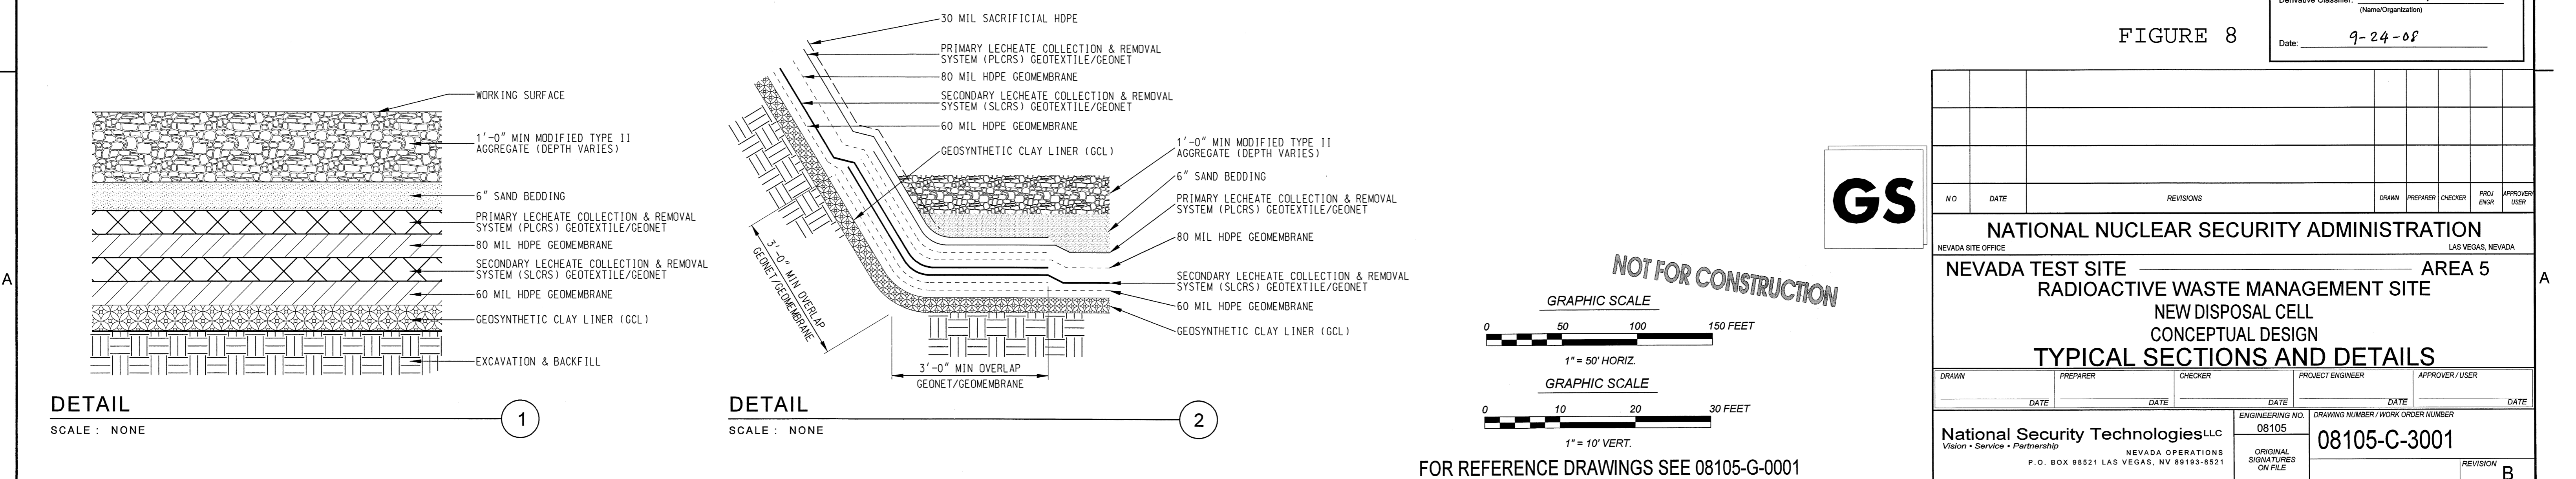 A
WORKING SURFACE
1'-0" MIN MODIFIED TYPE II
AGGREGATE (DEPTH VARIES)
6" SAND BEDDING
PRIMARY LECHEATE COLLECTION & REMOVAL
SYSTEM (PLCRS) GEOTEXTILE/GEONET
80 MIL HDPE GEOMEMBRANE
SECONDARY LECHEATE COLLECTION & REMOVAL
SYSTEM (SLCRS) GEOTEXTILE/GEONET
60 MIL HDPE GEOMEMBRANE
GEOSYNTHETIC CLAY LINER (GCL)
EXCAVATION & BACKFILL
DETAIL
SCALE : NONE
1
30 MIL SACRIFICIAL HDPE
PRIMARY LECHEATE COLLECTION & REMOVAL
SYSTEM (PLCRS) GEOTEXTILE/GEONET
80 MIL HDPE GEOMEMBRANE
SECONDARY LECHEATE COLLECTION & REMOVAL
SYSTEM (SLCRS) GEOTEXTILE/GEONET
60 MIL HDPE GEOMEMBRANE
GEOSYNTHETIC CLAY LINER (GCL)
1'-0" MIN MODIFIED TYPE II
AGGREGATE (DEPTH VARIES)
6" SAND BEDDING
PRIMARY LECHEATE COLLECTION & REMOVAL
SYSTEM (PLCRS) GEOTEXTILE/GEONET
80 MIL HDPE GEOMEMBRANE
SECONDARY LECHEATE COLLECTION & REMOVAL
SYSTEM (SLCRS) GEOTEXTILE/GEONET
60 MIL HDPE GEOMEMBRANE
GEOSYNTHETIC CLAY LINER (GCL)
3'-0" MIN OVERLAP
GEONET/GEOMEMBRANE
3'-0" MIN OVERLAP
GEONET/GEOMEMBRANE
DETAIL
SCALE : NONE
2
NOT FOR CONSTRUCTION
GRAPHIC SCALE
0 50 100 150 FEET
1" = 50' HORIZ.
GRAPHIC SCALE
0 10 20 30 FEET
1" = 10' VERT.
FOR REFERENCE DRAWINGS SEE 08105-G-0001
GS
FIGURE 8
Derivative Classifier:
(Name/Organization)
Date: 9-24-08
NO DATE REVISIONS DRAWN PREPARER CHECKER PROJ ENGR APPROVER/ USER
NATIONAL NUCLEAR SECURITY ADMINISTRATION
NEVADA SITE OFFICE LAS VEGAS, NEVADA
NEVADA TEST SITE AREA 5
RADIOACTIVE WASTE MANAGEMENT SITE
NEW DISPOSAL CELL
CONCEPTUAL DESIGN
TYPICAL SECTIONS AND DETAILS
DRAWN PREPARER CHECKER PROJECT ENGINEER APPROVER / USER
DATE DATE DATE DATE DATE
National Security Technologies LLC
Vision • Service • Partnership
NEVADA OPERATIONS
P.O. BOX 98521 LAS VEGAS, NV 89193-8521
ENGINEERING NO.
08105
ORIGINAL
SIGNATURES
ON FILE
DRAWING NUMBER / WORK ORDER NUMBER
08105-C-3001
REVISION
B
A